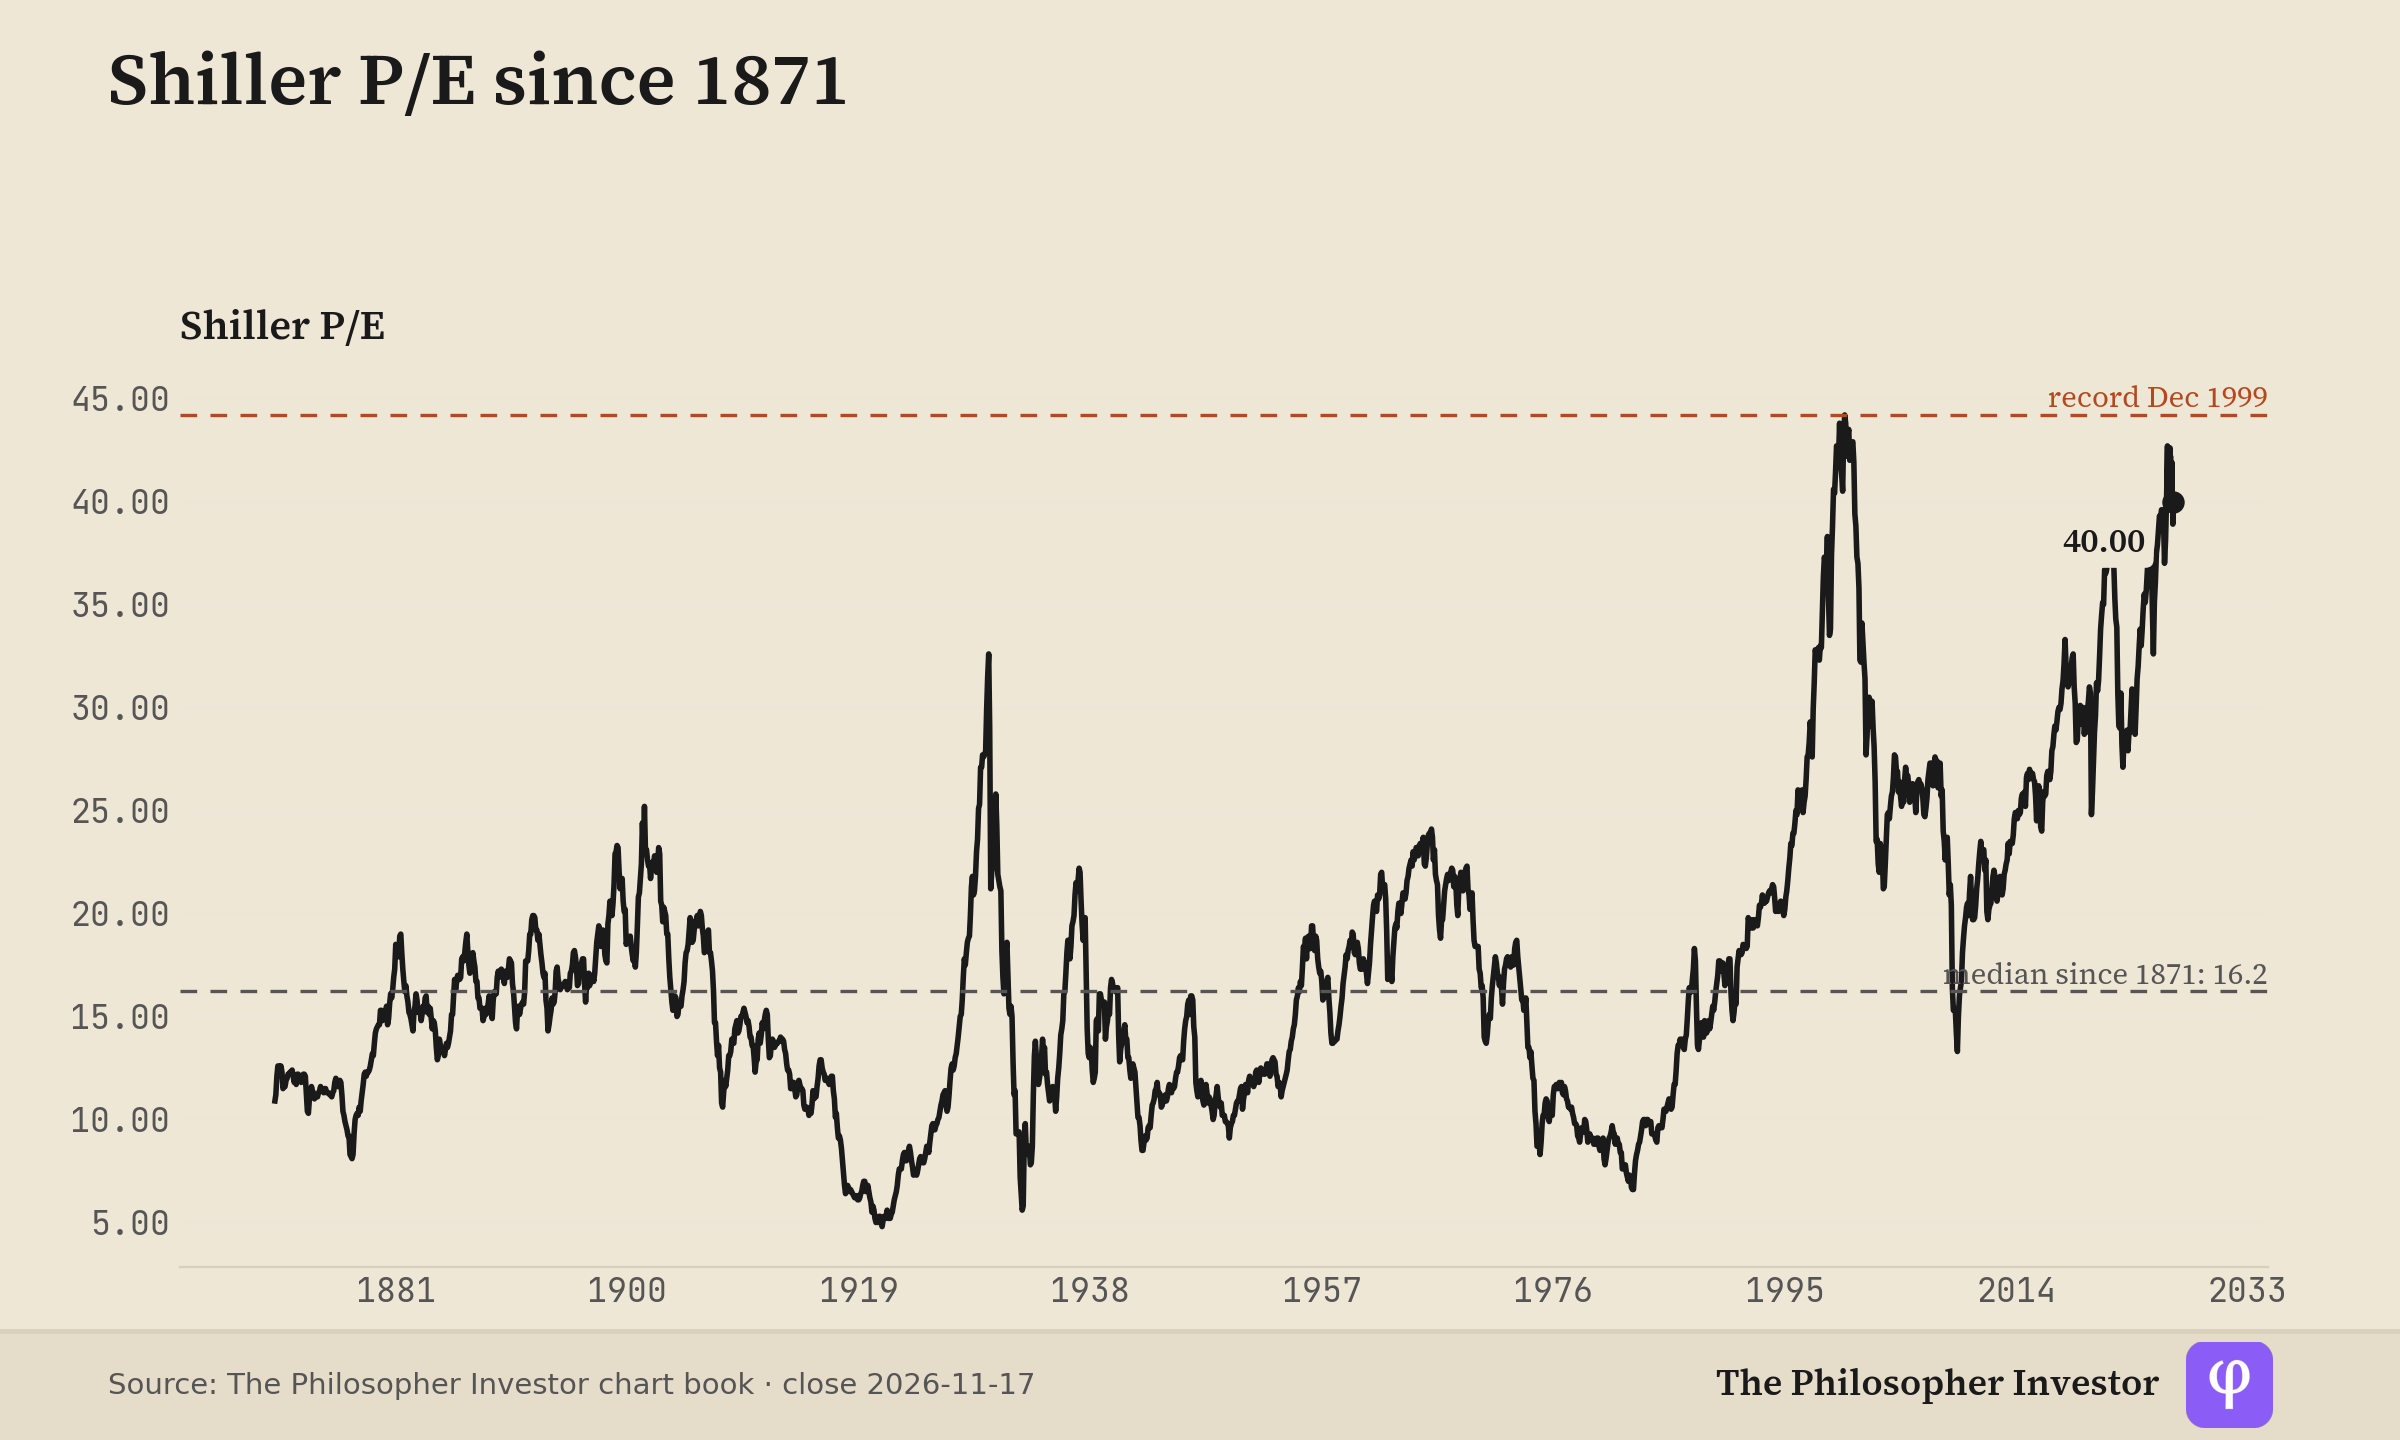 Shiller P/E since 1871
Shiller P/E
45.00
record Dec 1999
40.00
40.00
35.00
30.00
25.00
20.00
median since 1871: 16.2
15.00
10.00
5.00
1881 1900 1919 1938 1957 1976 1995 2014 2033
Source: The Philosopher Investor chart book · close 2026-11-17
The Philosopher Investor
φ